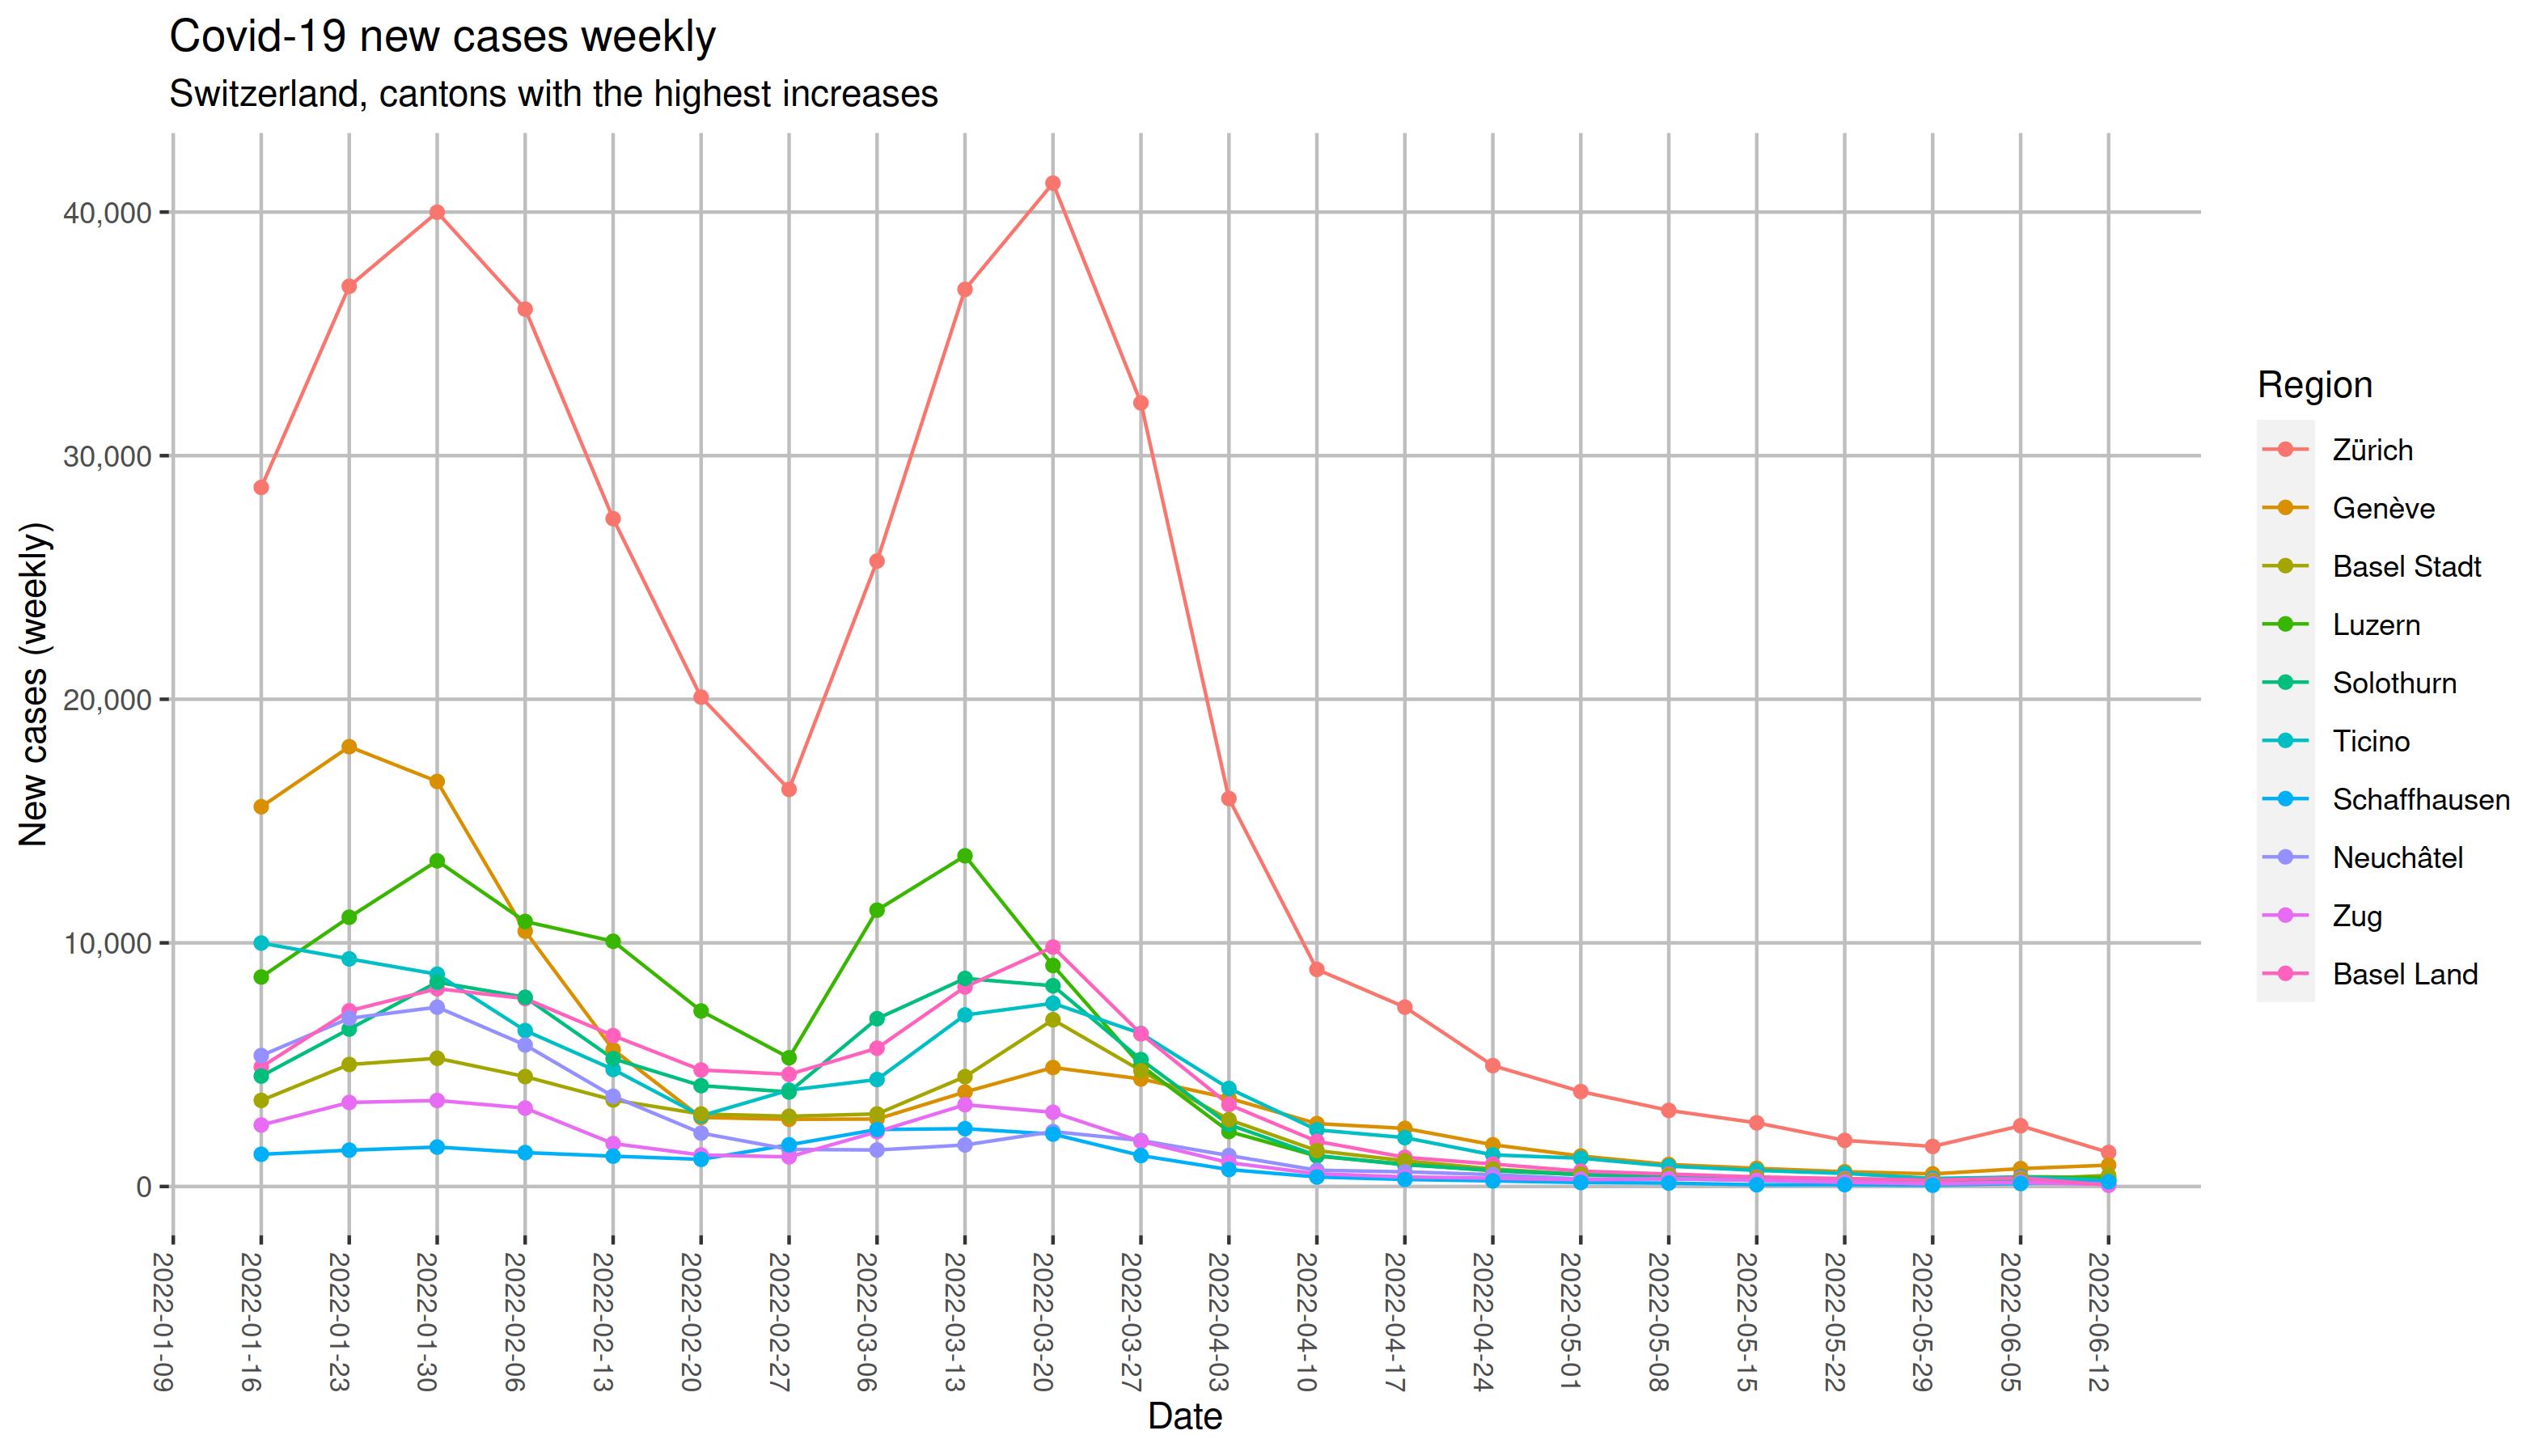 Covid-19 new cases weekly
Switzerland, cantons with the highest increases
New cases (weekly)
40,000
30,000
20,000
10,000
0
2022-01-09
2022-01-16
2022-01-23
2022-01-30
2022-02-06
2022-02-13
2022-02-20
2022-02-27
2022-03-06
2022-03-13
2022-03-20
2022-03-27
2022-04-03
2022-04-10
2022-04-17
2022-04-24
2022-05-01
2022-05-08
2022-05-15
2022-05-22
2022-05-29
2022-06-05
2022-06-12
Date
Region
Zürich
Genève
Basel Stadt
Luzern
Solothurn
Ticino
Schaffhausen
Neuchâtel
Zug
Basel Land